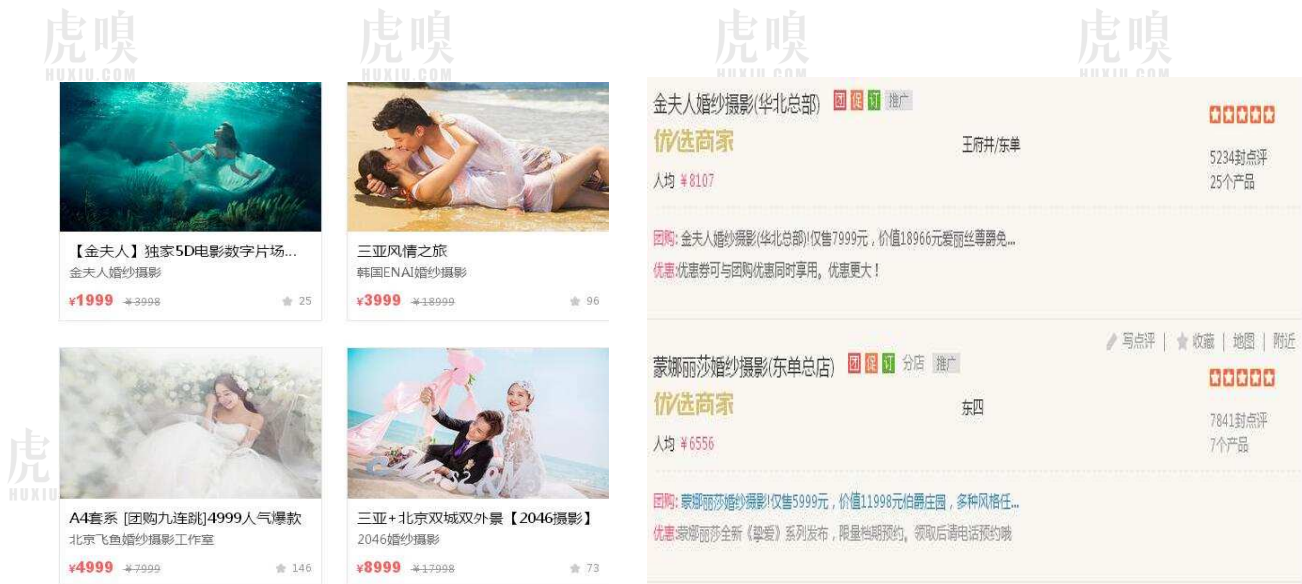 虎嗅
HUXIU.COM
虎嗅
HUXIU.COM
虎嗅
HUXIU.COM
虎嗅
HUXIU.COM
【金夫人】独家5D电影数字片场...
金夫人婚纱摄影
¥1999 ¥3998 25
三亚风情之旅
韩国ENAI婚纱摄影
¥3999 ¥18999 96
虎
HUXIU
A4套系 [团购九连跳]4999人气爆款
北京飞鱼婚纱摄影工作室
¥4999 ¥7999 146
三亚+北京双城双外景【2046摄影】
2046婚纱摄影
¥8999 ¥17998 73
金夫人婚纱摄影(华北总部) 团 促 订 推广
优选商家
王府井/东单
人均 ¥8107
5234封点评
25个产品
团购: 金夫人婚纱摄影(华北总部)!仅售7999元，价值18966元爱丽丝尊爵免...
优惠:优惠券可与团购优惠同时享用，优惠更大！
写点评 | 收藏 | 地图 | 附近
蒙娜丽莎婚纱摄影(东单总店) 团 促 订 分店 推广
优选商家
东四
人均 ¥6556
7841封点评
7个产品
团购: 蒙娜丽莎婚纱摄影!仅售5999元，价值11998元伯爵庄园，多种风格任...
优惠:蒙娜丽莎全新《挚爱》系列发布，限量档期预约。领取后请电话预约哦